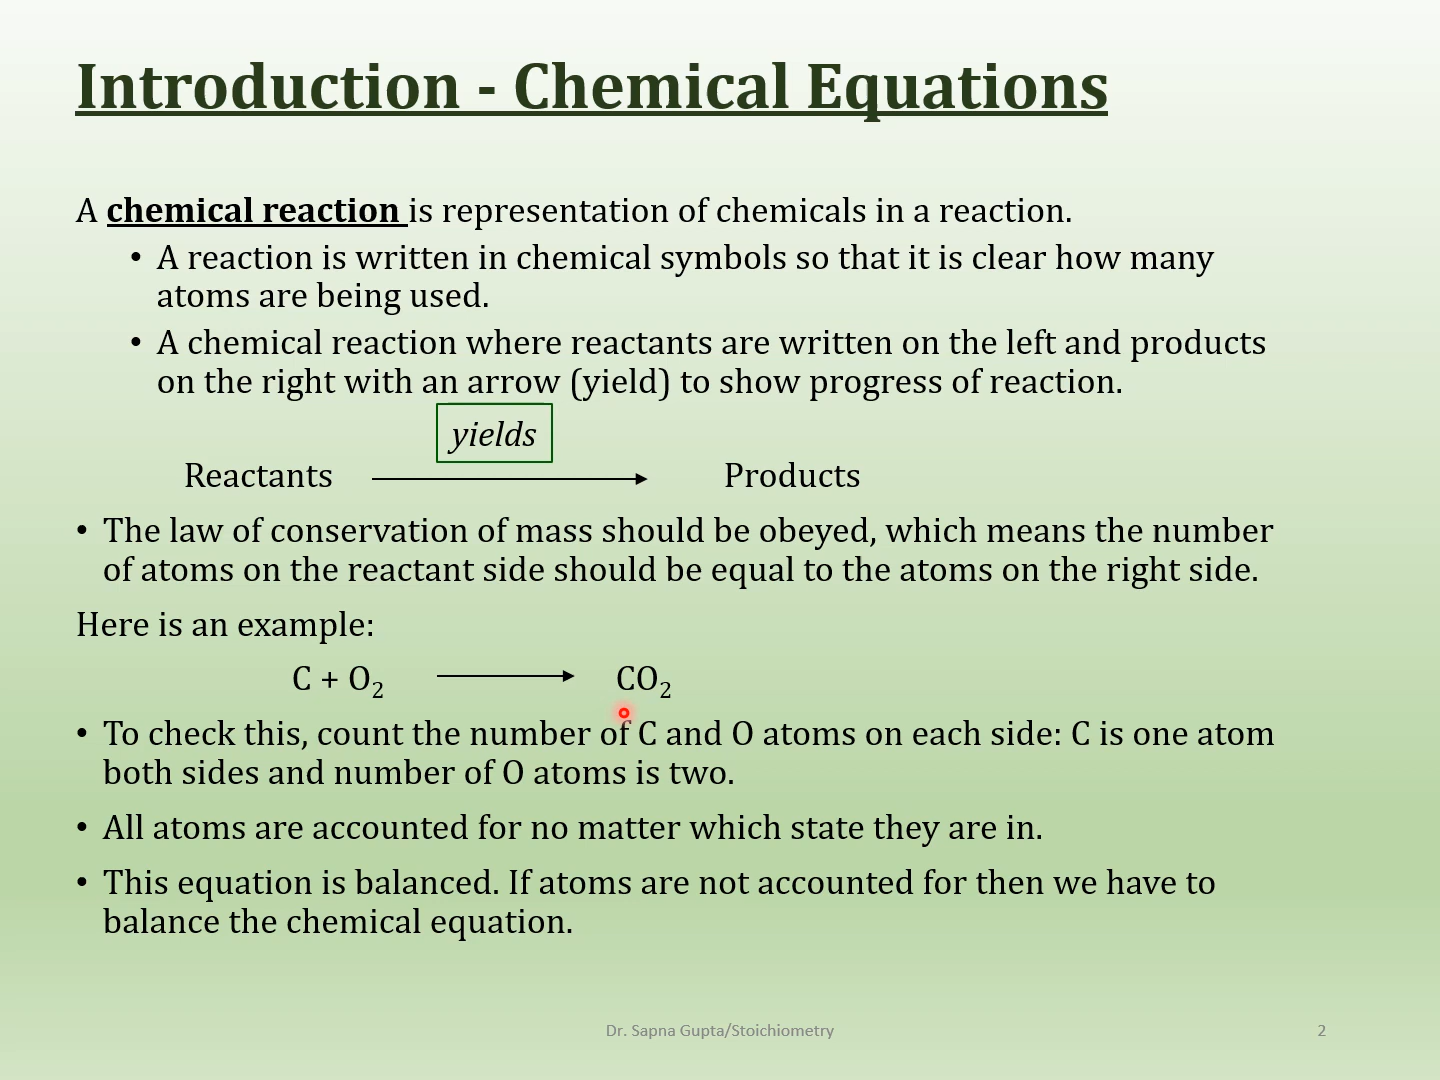 Introduction - Chemical Equations
A chemical reaction is representation of chemicals in a reaction.
• A reaction is written in chemical symbols so that it is clear how many
atoms are being used.
• A chemical reaction where reactants are written on the left and products
on the right with an arrow (yield) to show progress of reaction.
yields
Reactants Products
• The law of conservation of mass should be obeyed, which means the number
of atoms on the reactant side should be equal to the atoms on the right side.
Here is an example:
C + O₂ CO₂
• To check this, count the number of C and O atoms on each side: C is one atom
both sides and number of O atoms is two.
• All atoms are accounted for no matter which state they are in.
• This equation is balanced. If atoms are not accounted for then we have to
balance the chemical equation.
Dr. Sapna Gupta/Stoichiometry 2